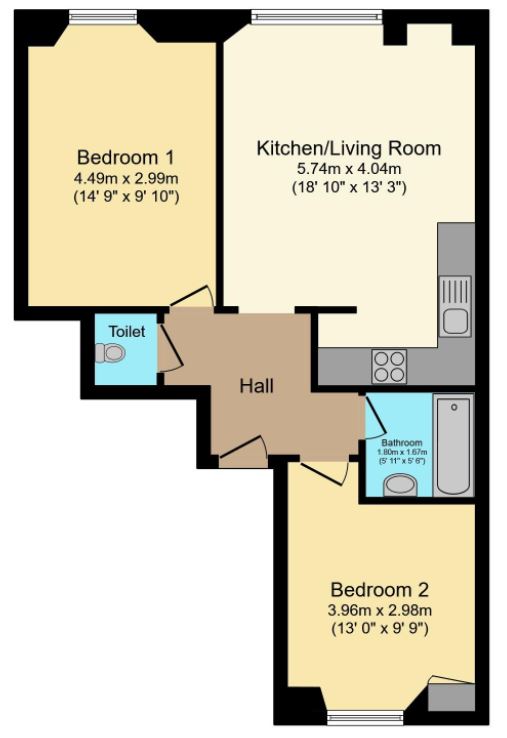 Bedroom 1
4.49m x 2.99m
(14' 9" x 9' 10")
Kitchen/Living Room
5.74m x 4.04m
(18' 10" x 13' 3")
Toilet
Hall
Bathroom
1.80m x 1.67m
(5' 11" x 5' 6")
Bedroom 2
3.96m x 2.98m
(13' 0" x 9' 9")